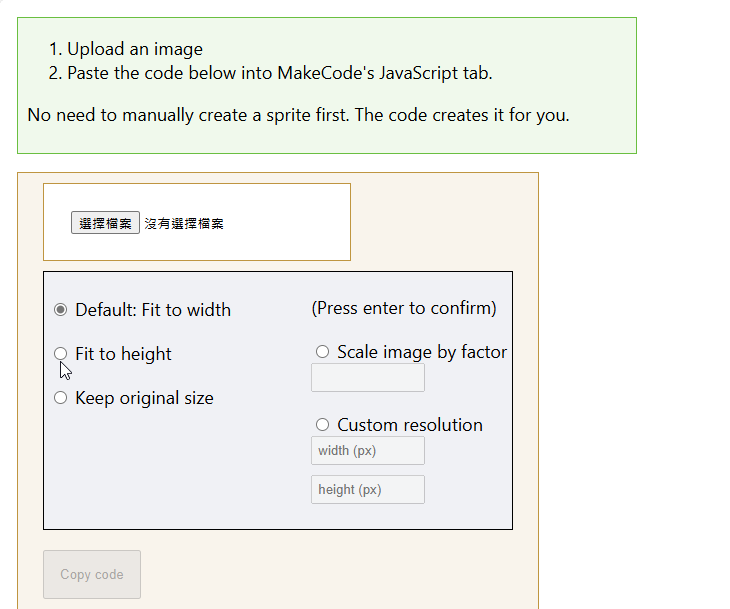 1. Upload an image
2. Paste the code below into MakeCode's JavaScript tab.
No need to manually create a sprite first. The code creates it for you.
選擇檔案 沒有選擇檔案
Default: Fit to width
Fit to height
Keep original size
(Press enter to confirm)
Scale image by factor
Custom resolution
width (px)
height (px)
Copy code